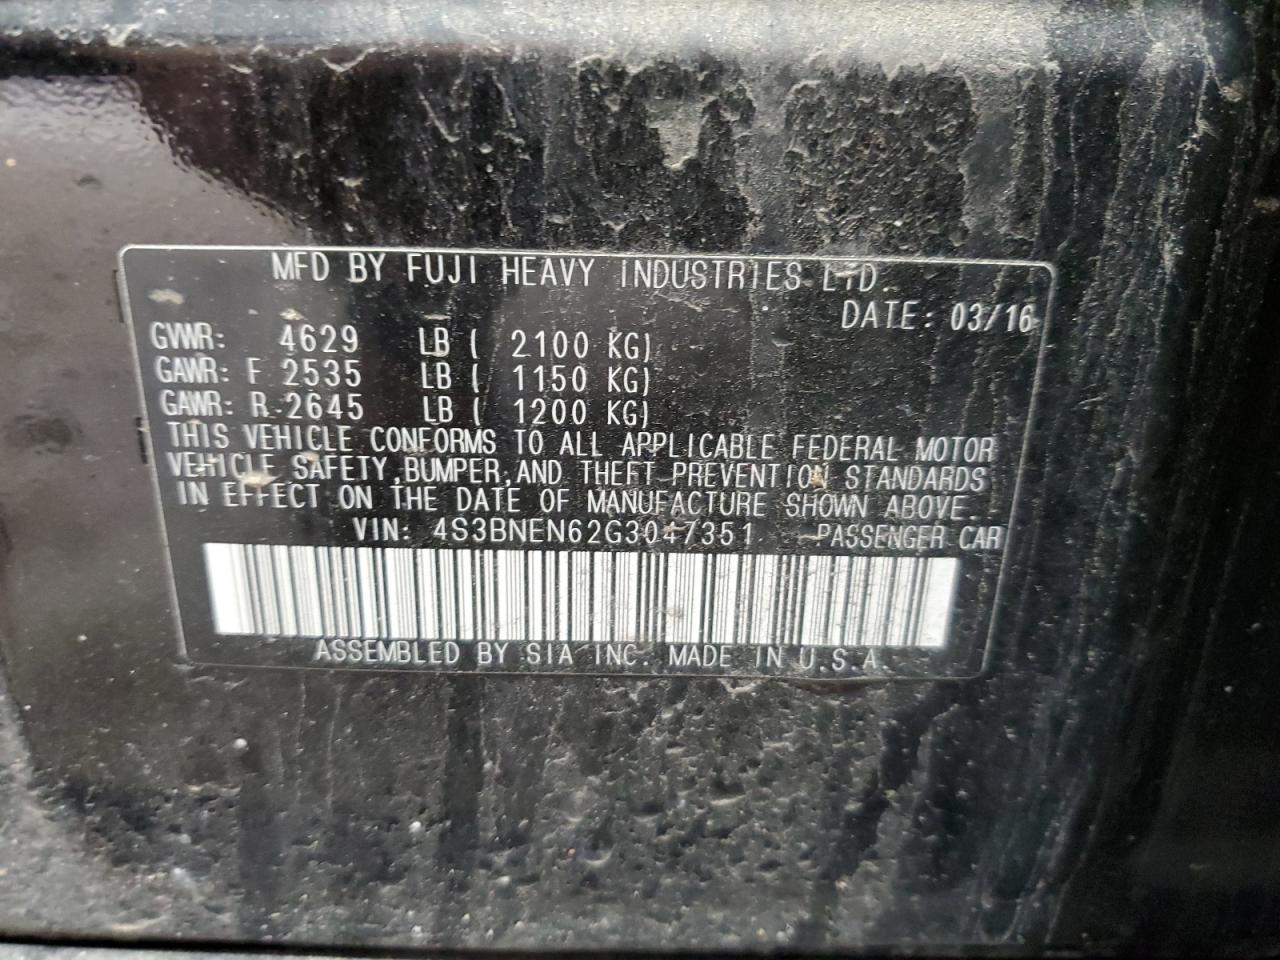 MFD BY FUJI HEAVY INDUSTRIES LTD.
DATE: 03/16
GVWR: 4629 LB ( 2100 KG)
GAWR: F 2535 LB ( 1150 KG)
GAWR: R 2645 LB ( 1200 KG)
THIS VEHICLE CONFORMS TO ALL APPLICABLE FEDERAL MOTOR
VEHICLE SAFETY,BUMPER,AND THEFT PREVENTION STANDARDS
IN EFFECT ON THE DATE OF MANUFACTURE SHOWN ABOVE.
VIN: 4S3BNEN62G3047351 PASSENGER CAR
ASSEMBLED BY SIA INC. MADE IN U.S.A.